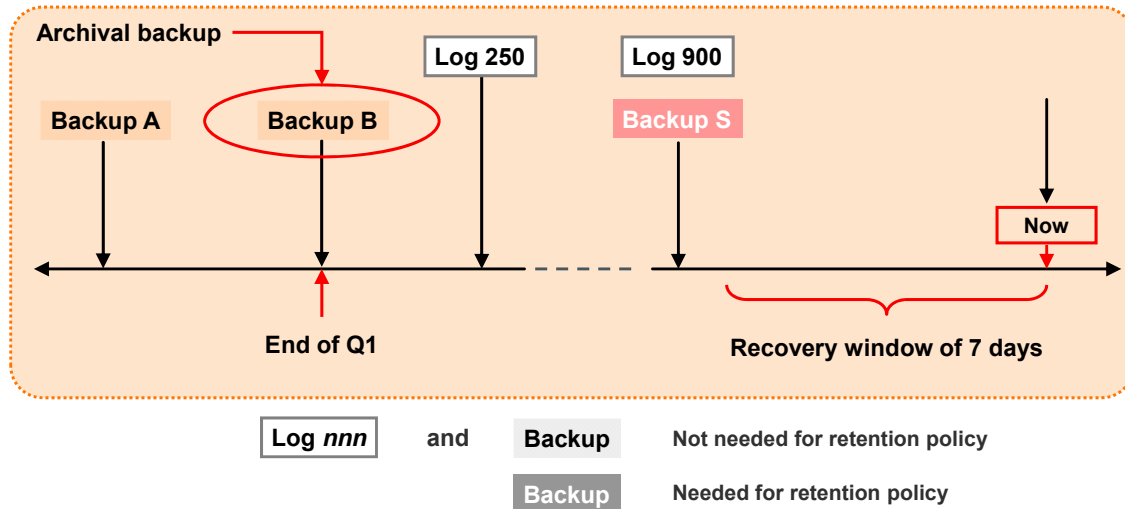 Archival backup
Log 250
Log 900
Backup A
Backup B
Backup S
Now
End of Q1
Recovery window of 7 days
Log nnn and Backup Not needed for retention policy
Backup Needed for retention policy